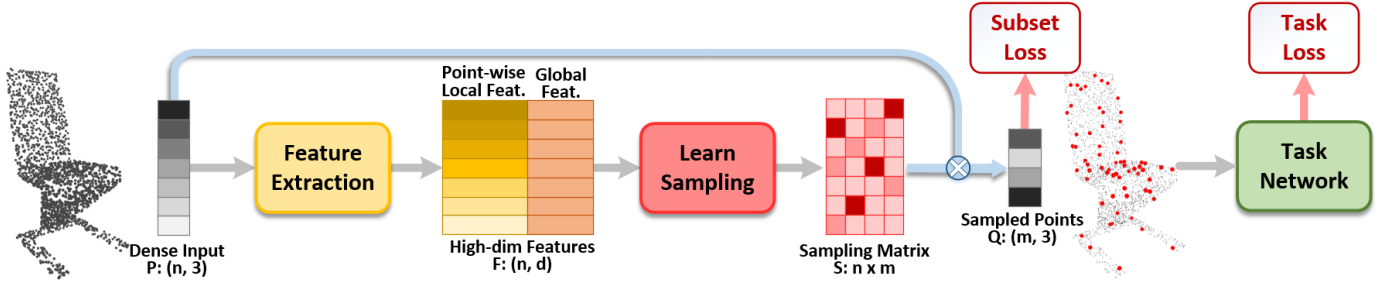 Dense Input
P: (n, 3)
Feature
Extraction
Point-wise
Local Feat.
Global
Feat.
High-dim Features
F: (n, d)
Learn
Sampling
Sampling Matrix
S: n x m
Subset
Loss
Sampled Points
Q: (m, 3)
Task
Loss
Task
Network